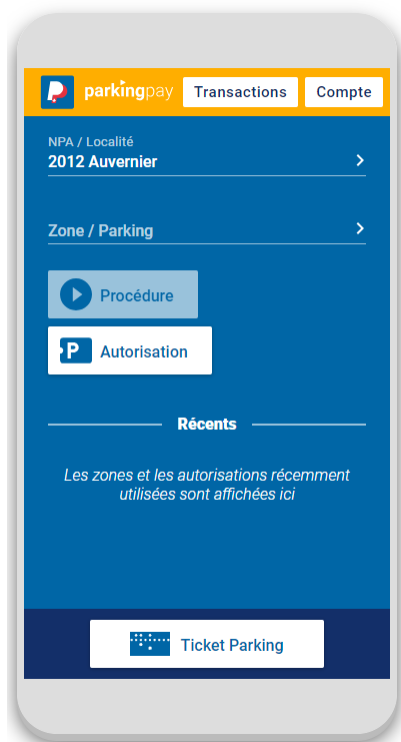 parkingpay Transactions Compte
NPA / Localité
2012 Auvernier
Zone / Parking
Procédure
P Autorisation
Récents
Les zones et les autorisations récemment
utilisées sont affichées ici
Ticket Parking